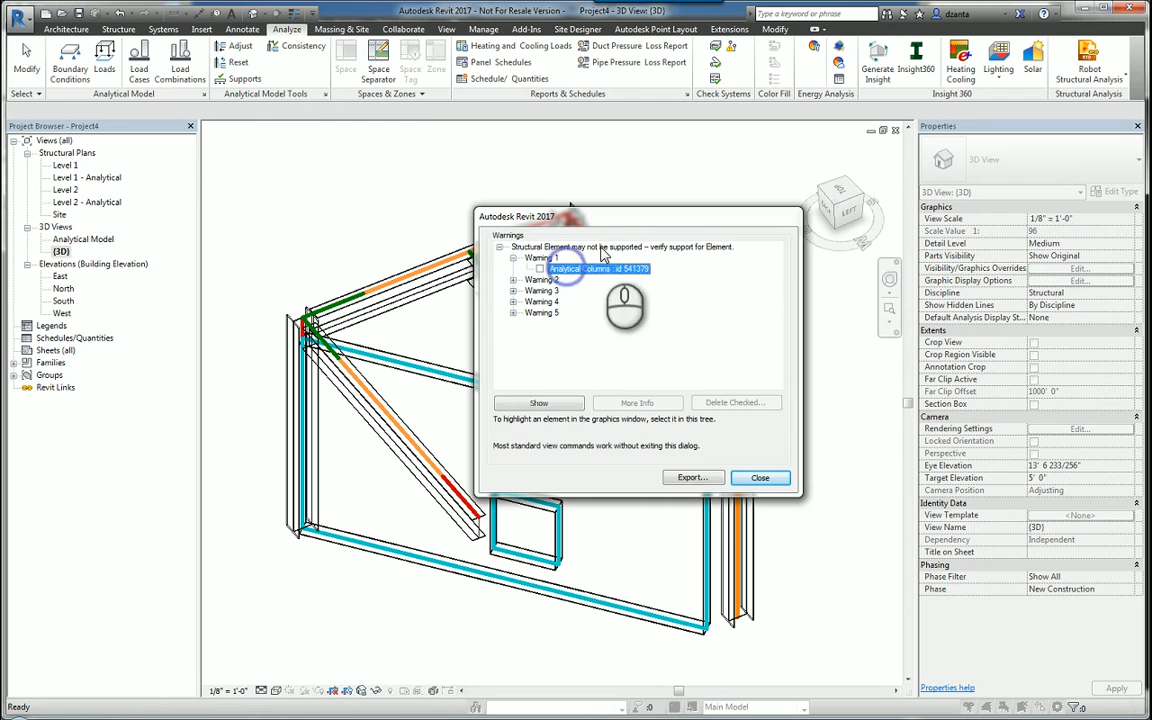 Autodesk Revit 2017 - Not For Resale Version - Project4 - 3D View: {3D}
Type a keyword or phrase
dzanta
Architecture Structure Systems Insert Annotate Analyze Massing & Site Collaborate View Manage Add-Ins Site Designer Autodesk Point Layout Extensions Modify
Modify
Boundary Conditions
Loads
Load Cases
Load Combinations
Adjust
Reset
Supports
Consistency
Space
Space Separator
Space Tag
Zone
Heating and Cooling Loads
Panel Schedules
Schedule/ Quantities
Duct Pressure Loss Report
Pipe Pressure Loss Report
Generate Insight
Insight360
Heating Cooling
Lighting
Solar
Robot Structural Analysis
Select
Analytical Model
Analytical Model Tools
Spaces & Zones
Reports & Schedules
Check Systems
Color Fill
Energy Analysis
Insight 360
Structural Analysis
Project Browser - Project4
Views (all)
Structural Plans
Level 1
Level 1 - Analytical
Level 2
Level 2 - Analytical
Site
3D Views
Analytical Model
{3D}
Elevations (Building Elevation)
East
North
South
West
Legends
Schedules/Quantities
Sheets (all)
Families
Groups
Revit Links
TOP
LEFT
Autodesk Revit 2017
Warnings
Structural Element may not be supported -- verify support for Element.
Warning 1
Analytical Columns : id 541379
Warning 2
Warning 3
Warning 4
Warning 5
Show
More Info
Delete Checked...
To highlight an element in the graphics window, select it in this tree.
Most standard view commands work without exiting this dialog.
Export...
Close
Properties
3D View
3D View: {3D}
Edit Type
Graphics
View Scale 1/8" = 1'-0"
Scale Value 1: 96
Detail Level Medium
Parts Visibility Show Original
Visibility/Graphics Overrides Edit...
Graphic Display Options Edit...
Discipline Structural
Show Hidden Lines By Discipline
Default Analysis Display St... None
Extents
Crop View
Crop Region Visible
Annotation Crop
Far Clip Active
Far Clip Offset 1000' 0"
Section Box
Camera
Rendering Settings Edit...
Locked Orientation
Perspective
Eye Elevation 13' 6 233/256"
Target Elevation 5' 0"
Camera Position Adjusting
Identity Data
View Template <None>
View Name {3D}
Dependency Independent
Title on Sheet
Phasing
Phase Filter Show All
Phase New Construction
Properties help
Apply
1/8" = 1'-0"
Ready
:0
Main Model
:0